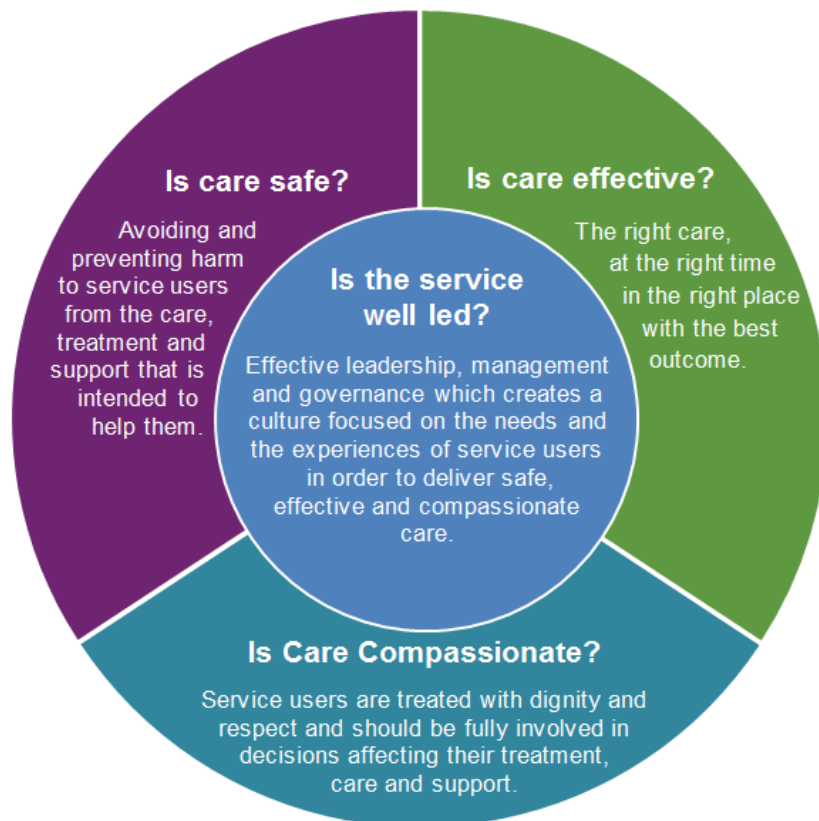 Is care safe?
Avoiding and
preventing harm
to service users
from the care,
treatment and
support that is
intended to
help them.
Is care effective?
The right care,
at the right time
in the right place
with the best
outcome.
Is the service
well led?
Effective leadership, management
and governance which creates a
culture focused on the needs and
the experiences of service users
in order to deliver safe,
effective and compassionate
care.
Is Care Compassionate?
Service users are treated with dignity and
respect and should be fully involved in
decisions affecting their treatment,
care and support.